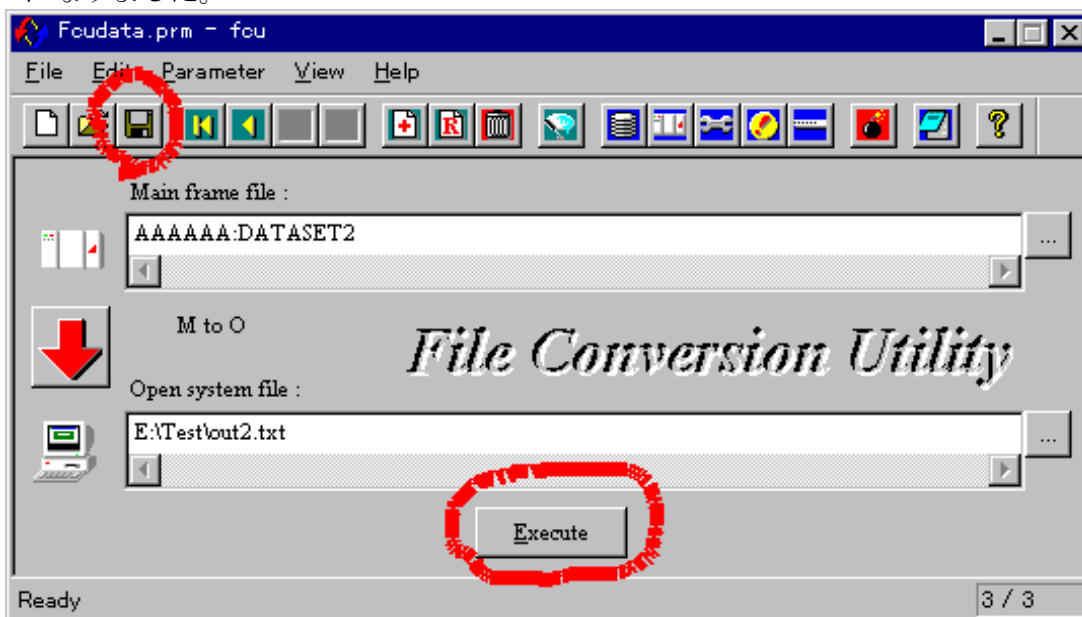 Fcudata.prm - fcu
File Edit Parameter View Help
Main frame file :
AAAAAA:DATASET2
...
M to O
File Conversion Utility
Open system file :
E:\Test\out2.txt
...
Execute
Ready
3 / 3